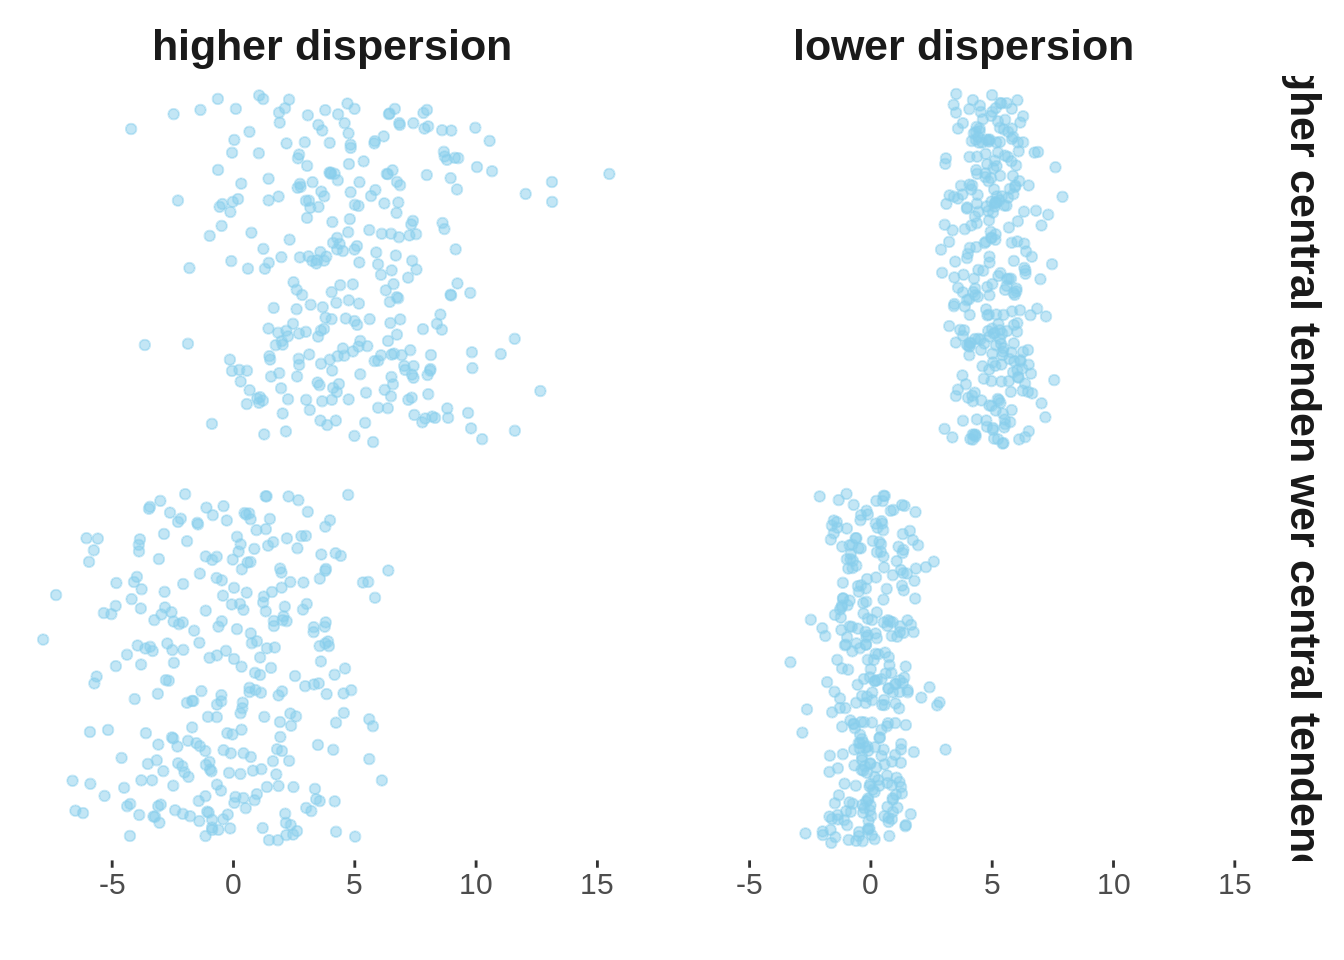 higher dispersion
lower dispersion
gher central tenden
wer central tendenc
-5 0 5 10 15
-5 0 5 10 15